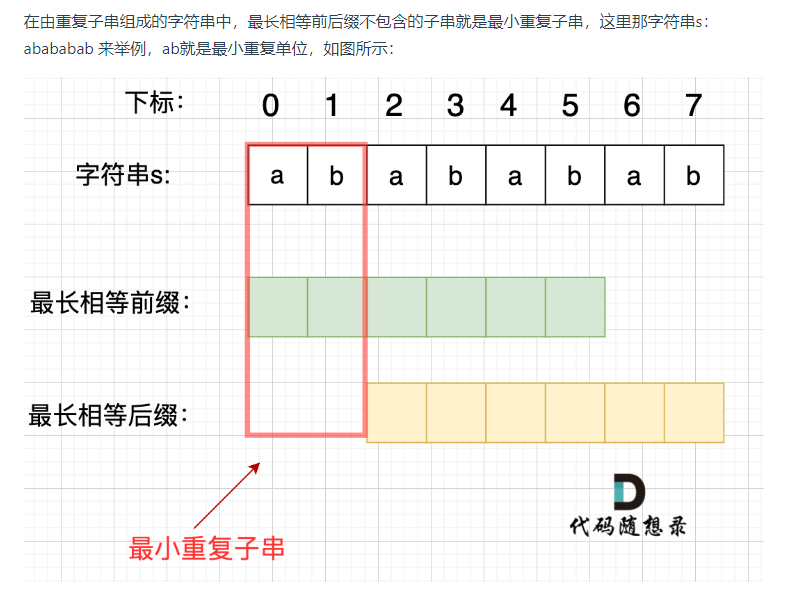 在由重复子串组成的字符串中，最长相等前后缀不包含的子串就是最小重复子串，这里那字符串s：
abababab 来举例，ab就是最小重复单位，如图所示：
下标： 0 1 2 3 4 5 6 7
字符串s: a b a b a b a b
最长相等前缀：
最长相等后缀：
最小重复子串
代码随想录